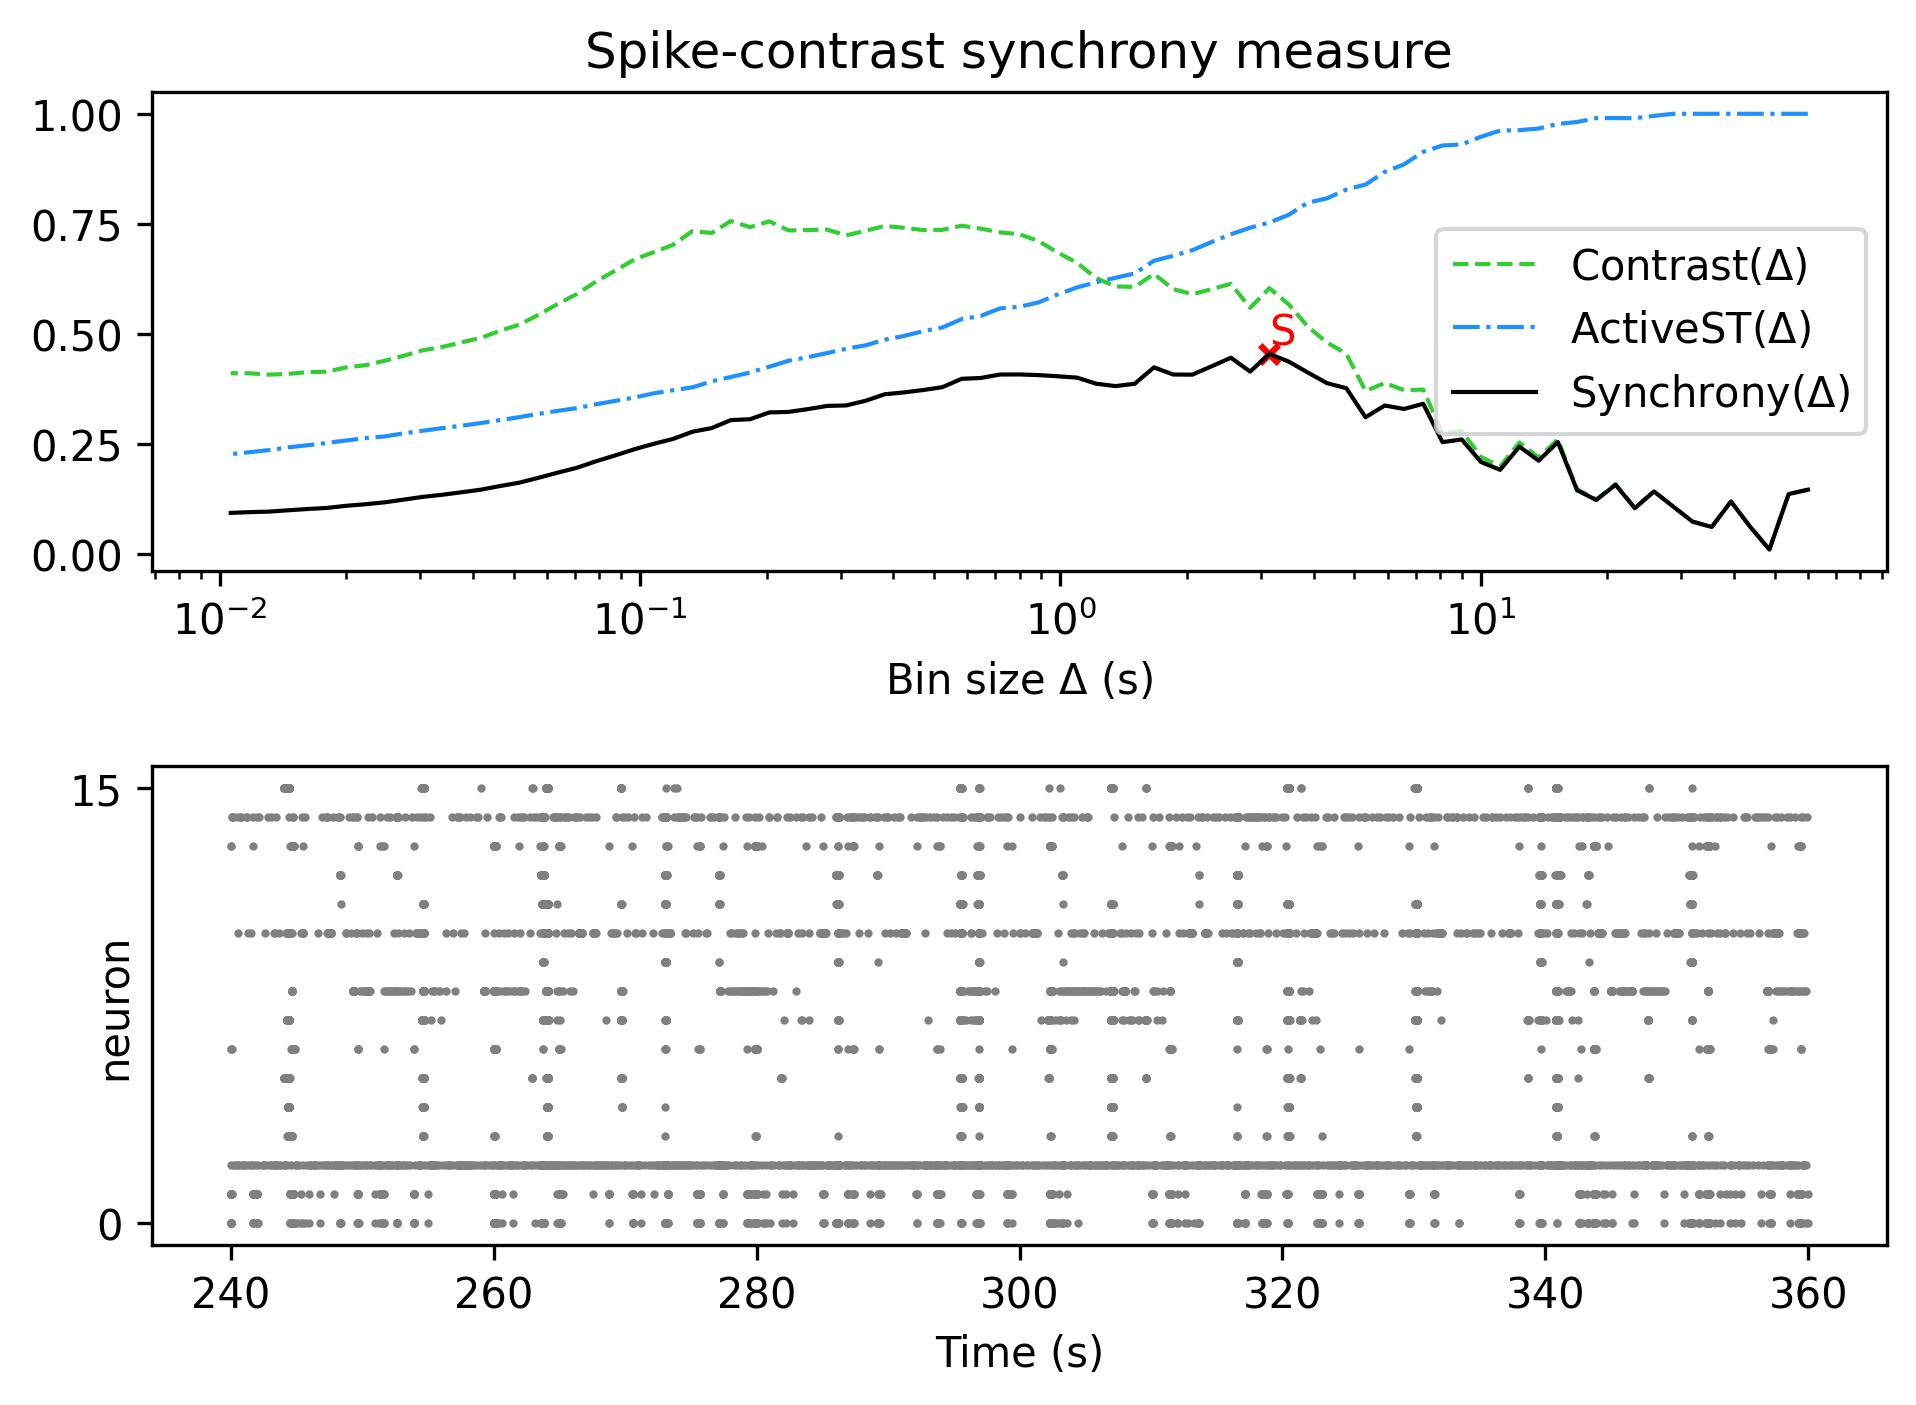 Spike-contrast synchrony measure
1.00
0.75
0.50
0.25
0.00
S
Contrast(Δ)
ActiveST(Δ)
Synchrony(Δ)
10⁻² 10⁻¹ 10⁰ 10¹
Bin size Δ (s)
15
neuron
0
240 260 280 300 320 340 360
Time (s)